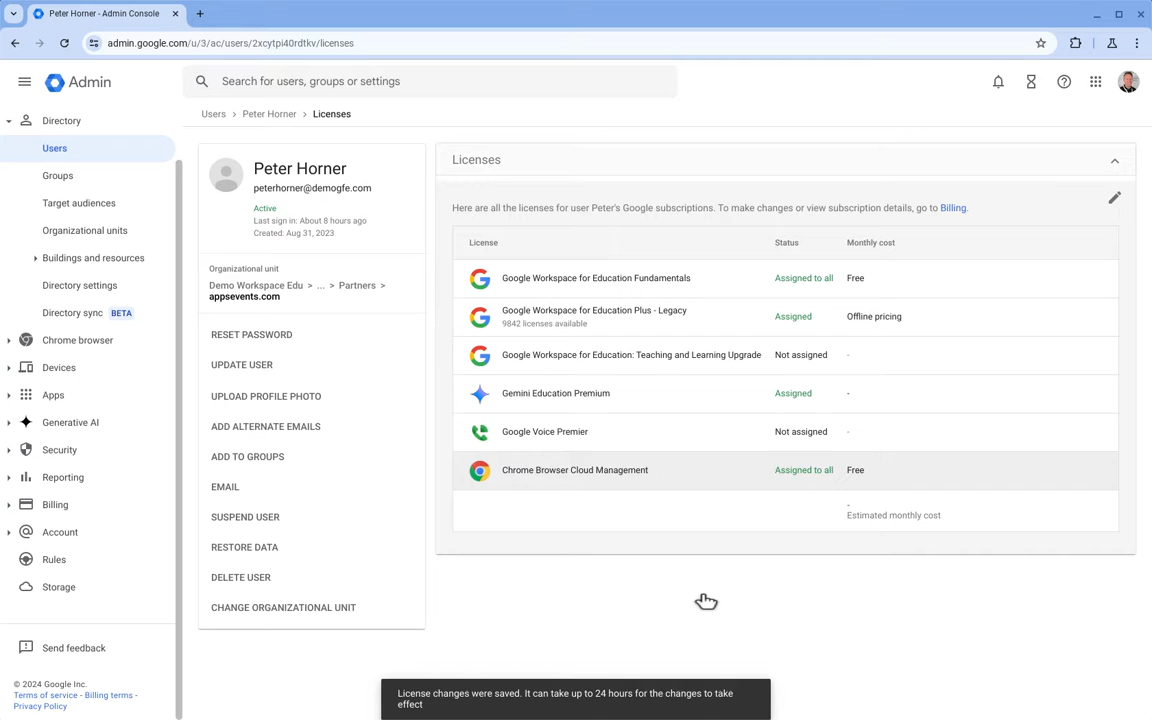 Peter Horner - Admin Console
admin.google.com/u/3/ac/users/2xcytpi40rdtkv/licenses
Admin
Search for users, groups or settings
Directory
Users
Groups
Target audiences
Organizational units
Buildings and resources
Directory settings
Directory sync BETA
Chrome browser
Devices
Apps
Generative AI
Security
Reporting
Billing
Account
Rules
Storage
Send feedback
© 2024 Google Inc.
Terms of service - Billing terms -
Privacy Policy
Users > Peter Horner > Licenses
Peter Horner
peterhorner@demogfe.com
Active
Last sign in: About 8 hours ago
Created: Aug 31, 2023
Organizational unit
Demo Workspace Edu > ... > Partners >
appsevents.com
RESET PASSWORD
UPDATE USER
UPLOAD PROFILE PHOTO
ADD ALTERNATE EMAILS
ADD TO GROUPS
EMAIL
SUSPEND USER
RESTORE DATA
DELETE USER
CHANGE ORGANIZATIONAL UNIT
Licenses
Here are all the licenses for user Peter's Google subscriptions. To make changes or view subscription details, go to Billing.
License Status Monthly cost
Google Workspace for Education Fundamentals Assigned to all Free
Google Workspace for Education Plus - Legacy
9842 licenses available
Assigned Offline pricing
Google Workspace for Education: Teaching and Learning Upgrade Not assigned -
Gemini Education Premium Assigned -
Google Voice Premier Not assigned -
Chrome Browser Cloud Management Assigned to all Free
-
Estimated monthly cost
License changes were saved. It can take up to 24 hours for the changes to take
effect